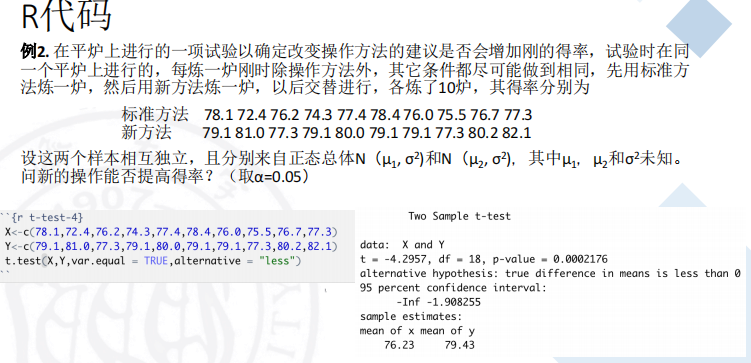 R代码
例2. 在平炉上进行的一项试验以确定改变操作方法的建议是否会增加刚的得率，试验时在同
一个平炉上进行的，每炼一炉刚时除操作方法外，其它条件都尽可能做到相同，先用标准方
法炼一炉，然后用新方法炼一炉，以后交替进行，各炼了10炉，其得率分别为
标准方法 78.1 72.4 76.2 74.3 77.4 78.4 76.0 75.5 76.7 77.3
新方法 79.1 81.0 77.3 79.1 80.0 79.1 79.1 77.3 80.2 82.1
设这两个样本相互独立，且分别来自正态总体N（μ₁, σ²)和N（μ₂, σ²)，其中μ₁，μ₂和σ²未知。
问新的操作能否提高得率？（取α=0.05）
``{r t-test-4}
X<-c(78.1,72.4,76.2,74.3,77.4,78.4,76.0,75.5,76.7,77.3)
Y<-c(79.1,81.0,77.3,79.1,80.0,79.1,79.1,77.3,80.2,82.1)
t.test(X,Y,var.equal = TRUE,alternative = "less")
``
Two Sample t-test
data: X and Y
t = -4.2957, df = 18, p-value = 0.0002176
alternative hypothesis: true difference in means is less than 0
95 percent confidence interval:
-Inf -1.908255
sample estimates:
mean of x mean of y
76.23 79.43